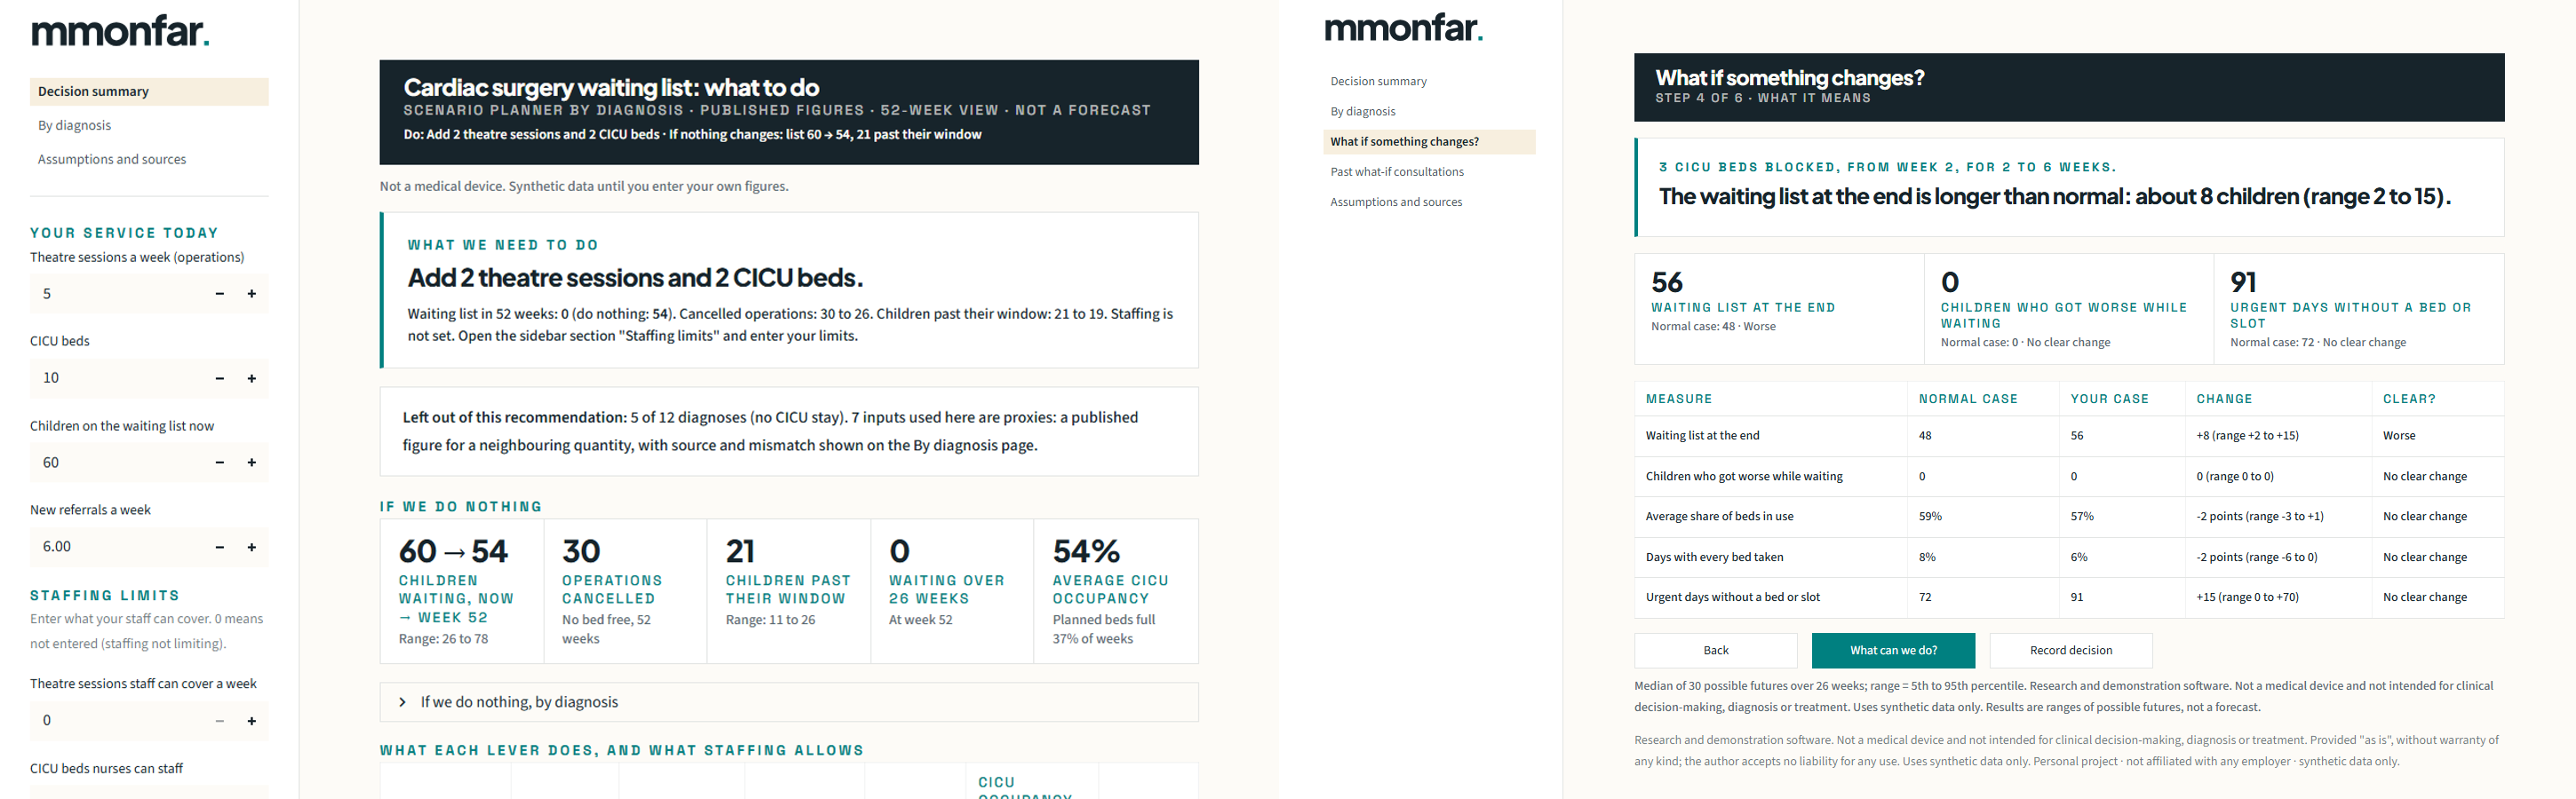 mmonfar.
Decision summary
By diagnosis
Assumptions and sources
YOUR SERVICE TODAY
Theatre sessions a week (operations)
5
− +
CICU beds
10
− +
Children on the waiting list now
60
− +
New referrals a week
6.00
− +
STAFFING LIMITS
Enter what your staff can cover. 0 means
not entered (staffing not limiting).
Theatre sessions staff can cover a week
0
− +
CICU beds nurses can staff
Cardiac surgery waiting list: what to do
SCENARIO PLANNER BY DIAGNOSIS · PUBLISHED FIGURES · 52-WEEK VIEW · NOT A FORECAST
Do: Add 2 theatre sessions and 2 CICU beds · If nothing changes: list 60 → 54, 21 past their window
Not a medical device. Synthetic data until you enter your own figures.
WHAT WE NEED TO DO
Add 2 theatre sessions and 2 CICU beds.
Waiting list in 52 weeks: 0 (do nothing: 54). Cancelled operations: 30 to 26. Children past their window: 21 to 19. Staffing is
not set. Open the sidebar section "Staffing limits" and enter your limits.
Left out of this recommendation: 5 of 12 diagnoses (no CICU stay). 7 inputs used here are proxies: a published
figure for a neighbouring quantity, with source and mismatch shown on the By diagnosis page.
IF WE DO NOTHING
60 → 54
CHILDREN
WAITING, NOW
→ WEEK 52
Range: 26 to 78
30
OPERATIONS
CANCELLED
No bed free, 52
weeks
21
CHILDREN PAST
THEIR WINDOW
Range: 11 to 26
0
WAITING OVER
26 WEEKS
At week 52
54%
AVERAGE CICU
OCCUPANCY
Planned beds full
37% of weeks
If we do nothing, by diagnosis
WHAT EACH LEVER DOES, AND WHAT STAFFING ALLOWS
CICU
OCCUPANCY
mmonfar.
Decision summary
By diagnosis
What if something changes?
Past what-if consultations
Assumptions and sources
What if something changes?
STEP 4 OF 6 · WHAT IT MEANS
3 CICU BEDS BLOCKED, FROM WEEK 2, FOR 2 TO 6 WEEKS.
The waiting list at the end is longer than normal: about 8 children (range 2 to 15).
56
WAITING LIST AT THE END
Normal case: 48 · Worse
0
CHILDREN WHO GOT WORSE WHILE
WAITING
Normal case: 0 · No clear change
91
URGENT DAYS WITHOUT A BED OR
SLOT
Normal case: 72 · No clear change
MEASURE NORMAL CASE YOUR CASE CHANGE CLEAR?
Waiting list at the end 48 56 +8 (range +2 to +15) Worse
Children who got worse while waiting 0 0 0 (range 0 to 0) No clear change
Average share of beds in use 59% 57% -2 points (range -3 to +1) No clear change
Days with every bed taken 8% 6% -2 points (range -6 to 0) No clear change
Urgent days without a bed or slot 72 91 +15 (range 0 to +70) No clear change
Back
What can we do?
Record decision
Median of 30 possible futures over 26 weeks; range = 5th to 95th percentile. Research and demonstration software. Not a medical device and not intended for clinical
decision-making, diagnosis or treatment. Uses synthetic data only. Results are ranges of possible futures, not a forecast.
Research and demonstration software. Not a medical device and not intended for clinical decision-making, diagnosis or treatment. Provided "as is", without warranty of
any kind; the author accepts no liability for any use. Uses synthetic data only. Personal project · not affiliated with any employer · synthetic data only.